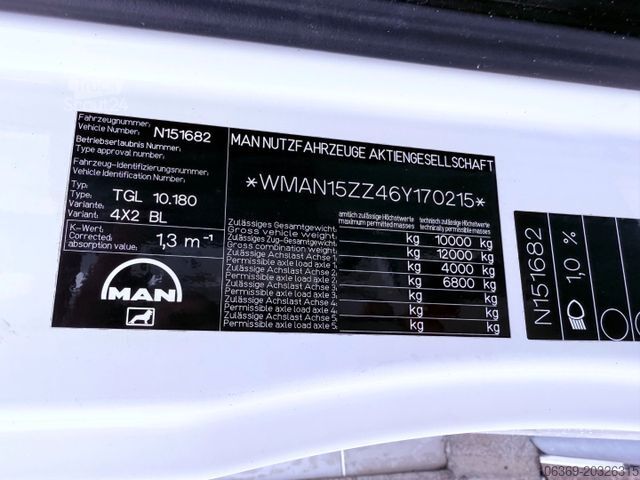 Fahrzeugnummer:
Vehicle Number: N151682
Betriebserlaubnis Nummer:
Type approval number:
Fahrzeug-Identifizierungsnummer:
Vehicle Identification Number:
Typ:
Type: TGL 10.180
Variante:
Variant: 4X2 BL
K-Wert:
Corrected:
absorption value: 1,3 m⁻¹
MAN
MAN NUTZFAHRZEUGE AKTIENGESELLSCHAFT
*WMAN15ZZ46Y170215*
amtlich zulässige Höchstwerte technisch zulässige Höchstwerte
maximum permitted masses technically permissible masses
Zulässiges Gesamtgewicht:
Gross vehicle weight: kg 10000 kg
Zulässiges Zug-Gesamtgewicht:
Gross combination weight: kg 12000 kg
Zulässige Achslast Achse 1:
Permissible axle load axle 1: kg 4000 kg
Zulässige Achslast Achse 2:
Permissible axle load axle 2: kg 6800 kg
Zulässige Achslast Achse 3:
Permissible axle load axle 3: kg kg
Zulässige Achslast Achse 4:
Permissible axle load axle 4: kg kg
Zulässige Achslast Achse 5:
Permissible axle load axle 5: kg kg
N151682
1,0 %
06369-20326315